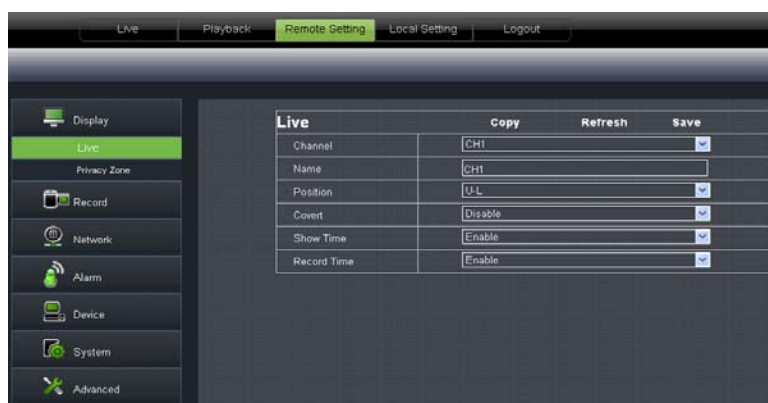 Live Playback Remote Setting Local Setting Logout
Display
Live
Privacy Zone
Record
Network
Alarm
Device
System
Advanced
Live Copy Refresh Save
Channel CH1
Name CH1
Position U-L
Covert Disable
Show Time Enable
Record Time Enable